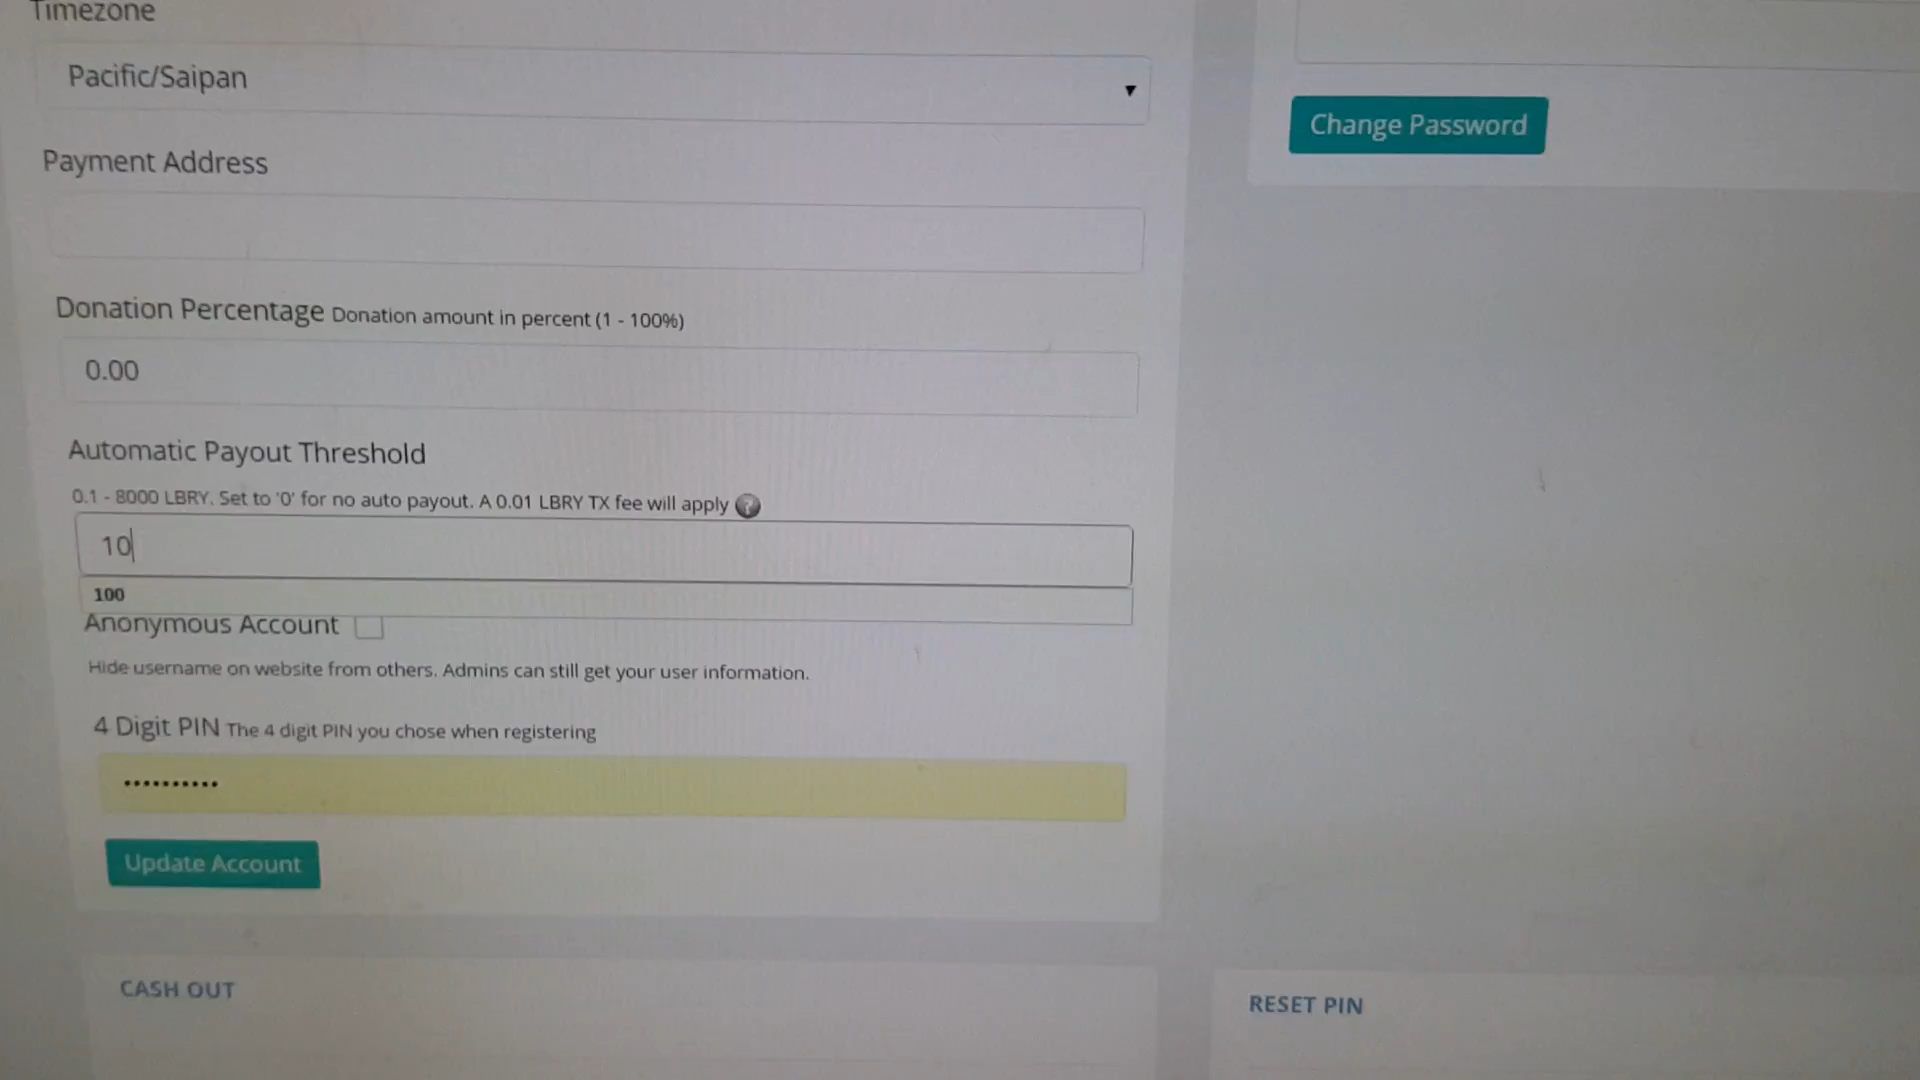 Timezone
Pacific/Saipan
Change Password
Payment Address
Donation Percentage Donation amount in percent (1 - 100%)
0.00
Automatic Payout Threshold
0.1 - 8000 LBRY. Set to '0' for no auto payout. A 0.01 LBRY TX fee will apply ?
10
100
Anonymous Account
Hide username on website from others. Admins can still get your user information.
4 Digit PIN The 4 digit PIN you chose when registering
••••••••••
Update Account
CASH OUT
RESET PIN